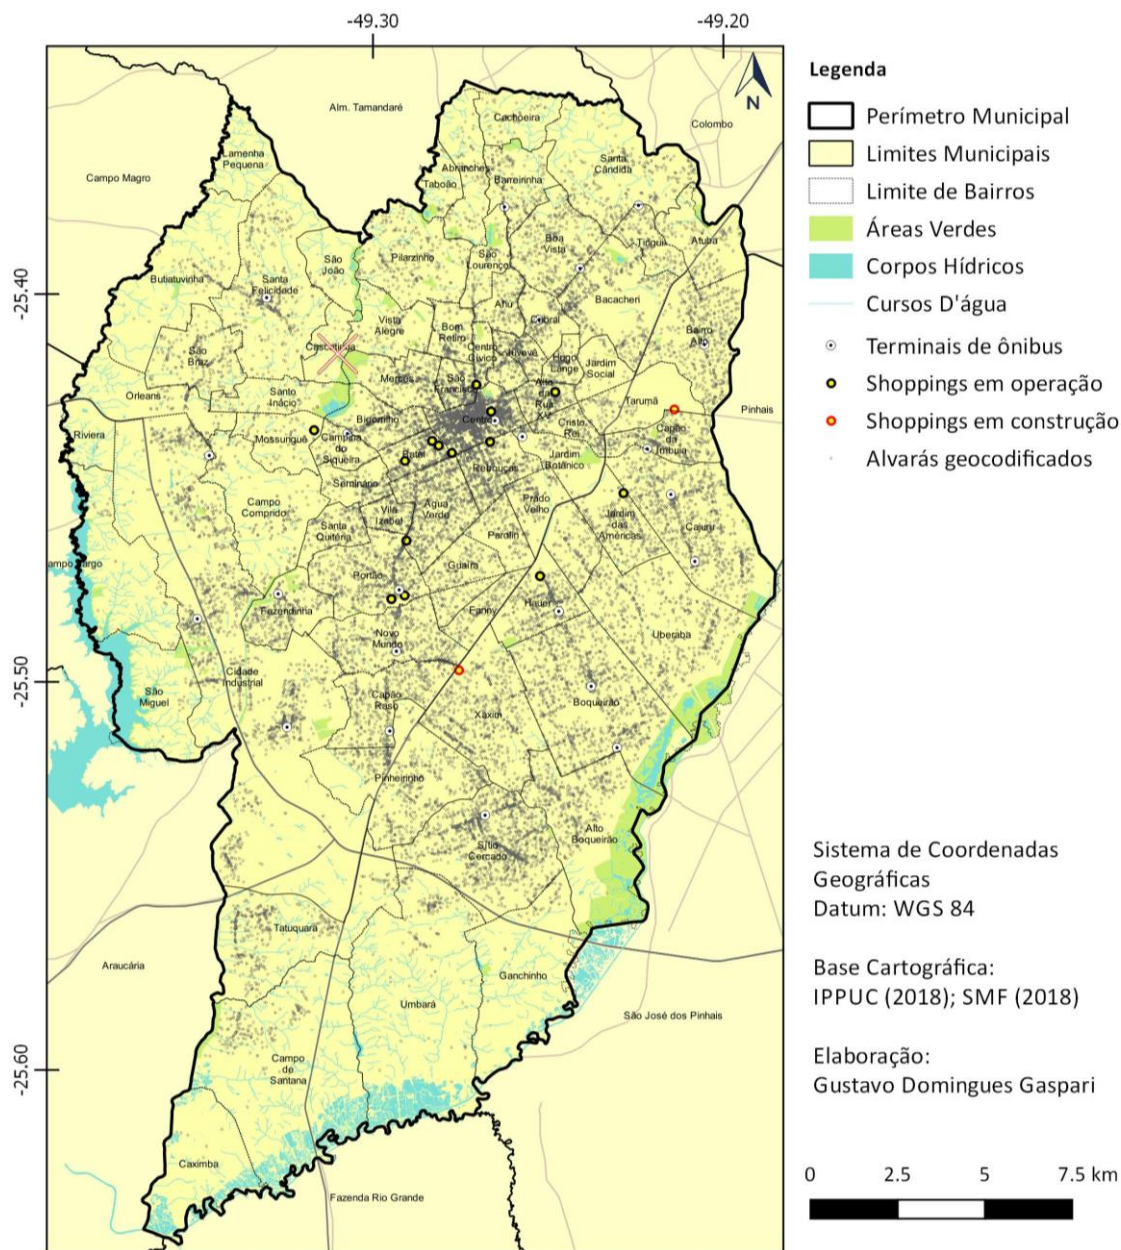 -49.30
-49.20
-25.40
-25.50
-25.60
Alm. Tamandaré
Colombo
Campo Magro
Cachoeira
Lamenha
Pequena
Abranches
Taboão
Barreirinha
Santa
Cândida
Butiatuvinha
Santa
Felicidade
São
João
Pilarzinho
São
Lourenço
Boa
Vista
Tingui
Atuba
Bacacheri
Ahú
Cabral
Vista
Alegre
Bom
Retiro
Centro
Cívico
Juvevê
Hugo
Lange
Jardim
Social
Bairro
Alto
Cascatinha
São
Braz
Orleans
Santo
Inácio
Mercês
São
Francisco
Alto
da
Rua
XV
Tarumã
Pinhais
Riviera
Mossunguê
Campina
do
Siqueira
Bigorrilho
Centro
Cristo
Rei
Capão
da
Imbuia
Batel
Rebouças
Jardim
Botânico
Seminário
Campo
Comprido
Santa
Quitéria
Vila
Izabel
Água
Verde
Prado
Velho
Jardim
das
Américas
Cajuru
Parolin
Guaíra
Portão
Fazendinha
Fanny
Hauer
Uberaba
Novo
Mundo
Cidade
Industrial
São
Miguel
Capão
Raso
Xaxim
Boqueirão
Pinheirinho
Sítio
Cercado
Alto
Boqueirão
Tatuquara
Araucária
Ganchinho
Umbará
São José dos Pinhais
Campo
de
Santana
Caximba
Fazenda Rio Grande
N
Legenda
Perímetro Municipal
Limites Municipais
Limite de Bairros
Áreas Verdes
Corpos Hídricos
Cursos D'água
Terminais de ônibus
Shoppings em operação
Shoppings em construção
Alvarás geocodificados
Sistema de Coordenadas
Geográficas
Datum: WGS 84
Base Cartográfica:
IPPUC (2018); SMF (2018)
Elaboração:
Gustavo Domingues Gaspari
0 2.5 5 7.5 km